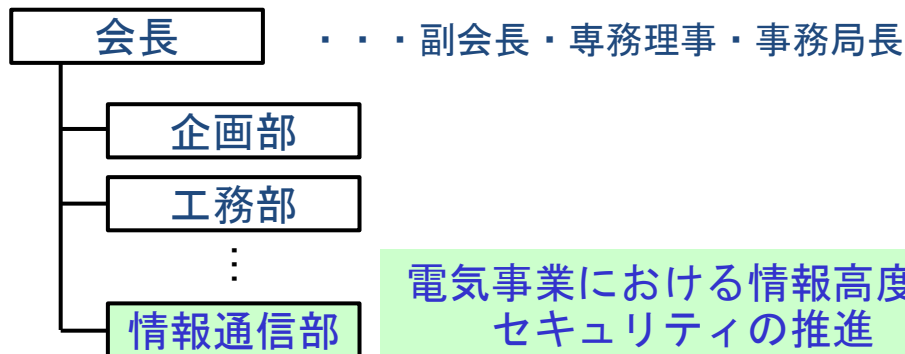 会長 ・・・副会長・専務理事・事務局長
企画部
工務部
⋮
情報通信部
電気事業における情報高度
セキュリティの推進